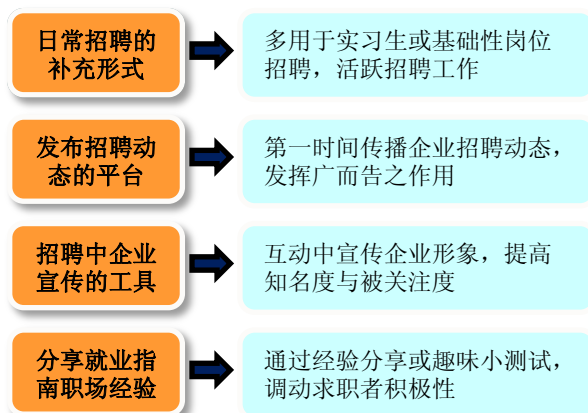 日常招聘的
补充形式
多用于实习生或基础性岗位
招聘，活跃招聘工作
发布招聘动
态的平台
第一时间传播企业招聘动态，
发挥广而告之作用
招聘中企业
宣传的工具
互动中宣传企业形象，提高
知名度与被关注度
分享就业指
南职场经验
通过经验分享或趣味小测试，
调动求职者积极性